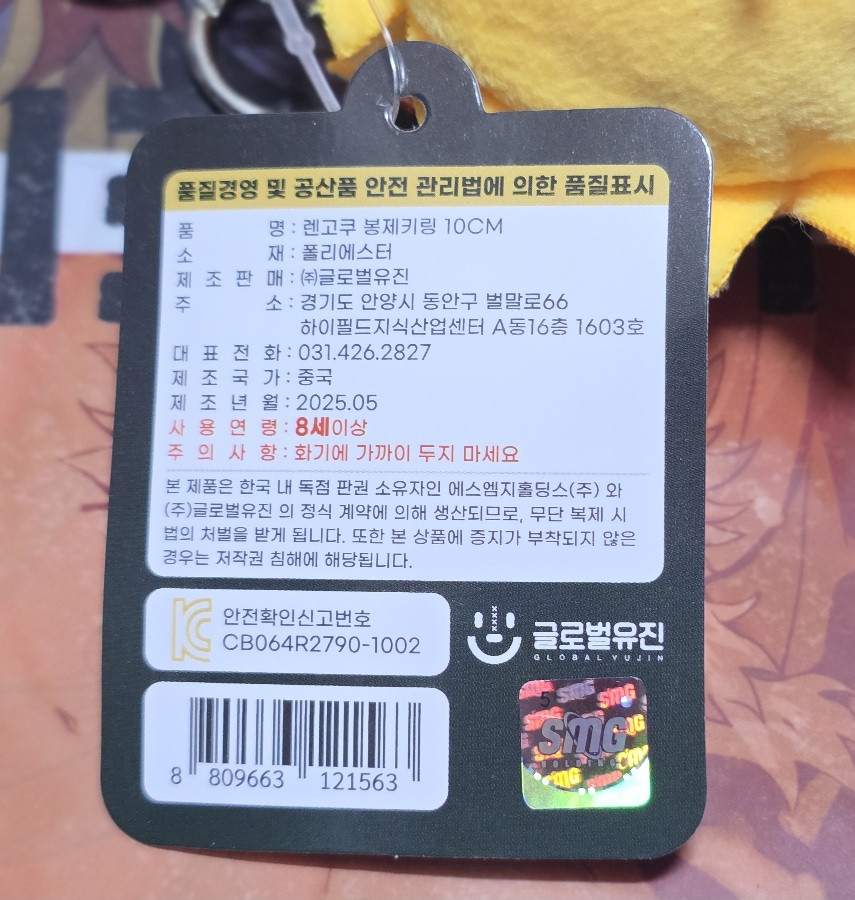 품질경영 및 공산품 안전 관리법에 의한 품질표시
품 명 : 렌고쿠 봉제키링 10CM
소 재 : 폴리에스터
제 조 판 매 : ㈜글로벌유진
주 소 : 경기도 안양시 동안구 벌말로66
하이필드지식산업센터 A동16층 1603호
대 표 전 화 : 031.426.2827
제 조 국 가 : 중국
제 조 년 월 : 2025.05
사 용 연 령 : 8세이상
주 의 사 항 : 화기에 가까이 두지 마세요
본 제품은 한국 내 독점 판권 소유자인 에스엠지홀딩스(주) 와
(주)글로벌유진 의 정식 계약에 의해 생산되므로, 무단 복제 시
법의 처벌을 받게 됩니다. 또한 본 상품에 증지가 부착되지 않은
경우는 저작권 침해에 해당됩니다.
안전확인신고번호
CB064R2790-1002
글로벌유진
GLOBAL YUJIN
8 809663 121563
SMG
HOLDINGS